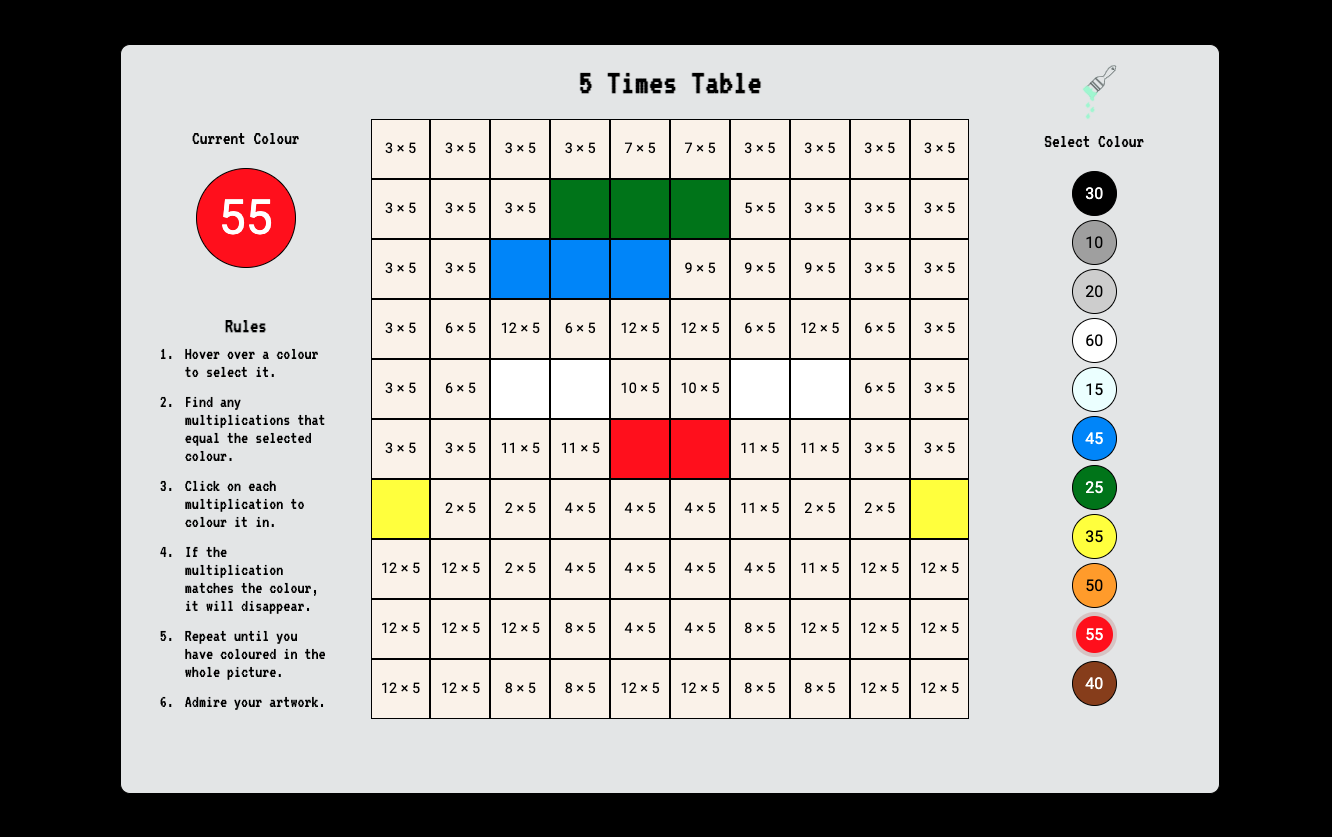 5 Times Table
Current Colour
55
Rules
1. Hover over a colour
to select it.
2. Find any
multiplications that
equal the selected
colour.
3. Click on each
multiplication to
colour it in.
4. If the
multiplication
matches the colour,
it will disappear.
5. Repeat until you
have coloured in the
whole picture.
6. Admire your artwork.
3 × 5 3 × 5 3 × 5 3 × 5 7 × 5 7 × 5 3 × 5 3 × 5 3 × 5 3 × 5
3 × 5 3 × 5 3 × 5 5 × 5 3 × 5 3 × 5 3 × 5
3 × 5 3 × 5 9 × 5 9 × 5 9 × 5 3 × 5 3 × 5
3 × 5 6 × 5 12 × 5 6 × 5 12 × 5 12 × 5 6 × 5 12 × 5 6 × 5 3 × 5
3 × 5 6 × 5 10 × 5 10 × 5 6 × 5 3 × 5
3 × 5 3 × 5 11 × 5 11 × 5 11 × 5 11 × 5 3 × 5 3 × 5
2 × 5 2 × 5 4 × 5 4 × 5 4 × 5 11 × 5 2 × 5 2 × 5
12 × 5 12 × 5 2 × 5 4 × 5 4 × 5 4 × 5 4 × 5 11 × 5 12 × 5 12 × 5
12 × 5 12 × 5 12 × 5 8 × 5 4 × 5 4 × 5 8 × 5 12 × 5 12 × 5 12 × 5
12 × 5 12 × 5 8 × 5 8 × 5 12 × 5 12 × 5 8 × 5 8 × 5 12 × 5 12 × 5
Select Colour
30
10
20
60
15
45
25
35
50
55
40